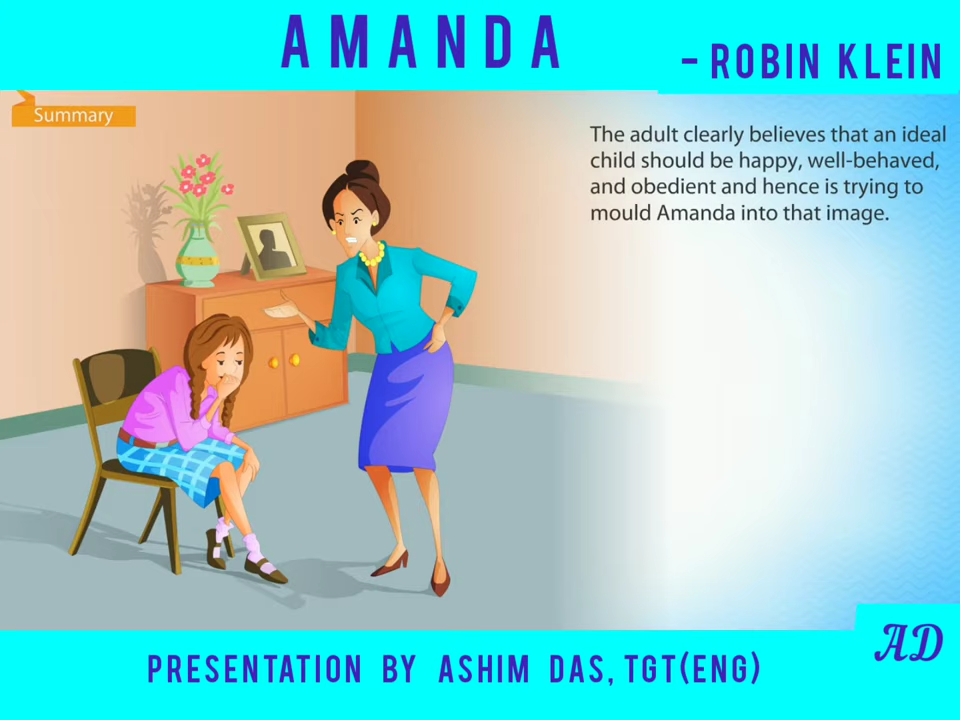 AMANDA
- ROBIN KLEIN
Summary
The adult clearly believes that an ideal
child should be happy, well-behaved,
and obedient and hence is trying to
mould Amanda into that image.
AD
PRESENTATION BY ASHIM DAS, TGT(ENG)